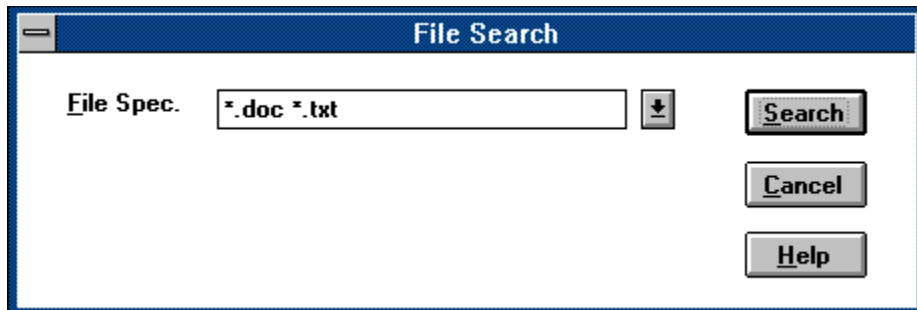 File Search
File Spec. *.doc *.txt
Search
Cancel
Help